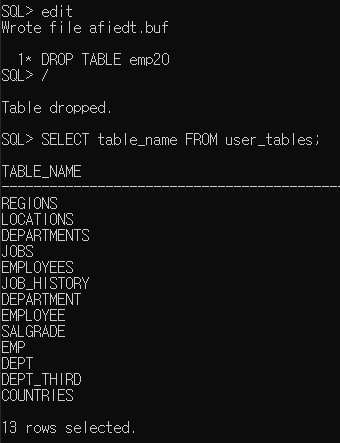 SQL> edit
Wrote file afiedt.buf
1* DROP TABLE emp20
SQL> /
Table dropped.
SQL> SELECT table_name FROM user_tables;
TABLE_NAME
--------------------------------------------
REGIONS
LOCATIONS
DEPARTMENTS
JOBS
EMPLOYEES
JOB_HISTORY
DEPARTMENT
EMPLOYEE
SALGRADE
EMP
DEPT
DEPT_THIRD
COUNTRIES
13 rows selected.